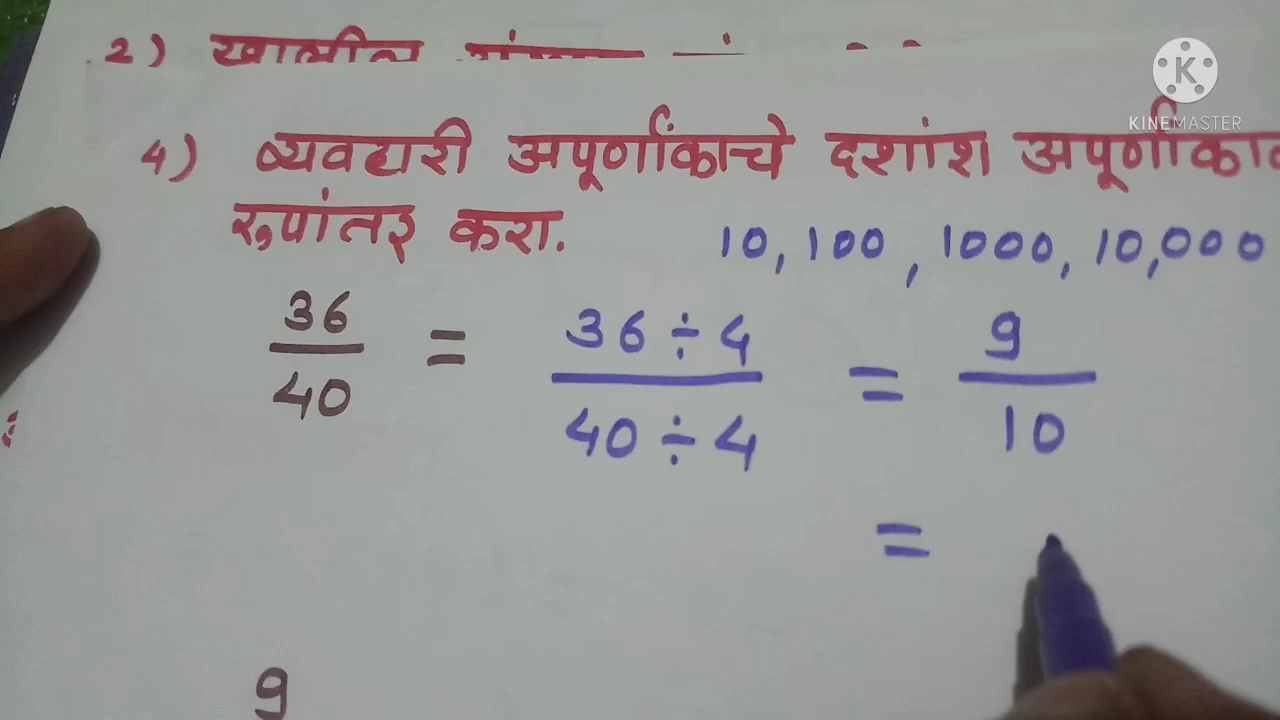 2) खालील
KINEMASTER
4) व्यवहारी अपूर्णांकाचे दशांश अपूर्णांका
रुपांतर करा.
10, 100, 1000, 10,000
36/40 = 36 ÷ 4/40 ÷ 4 = 9/10
=
9